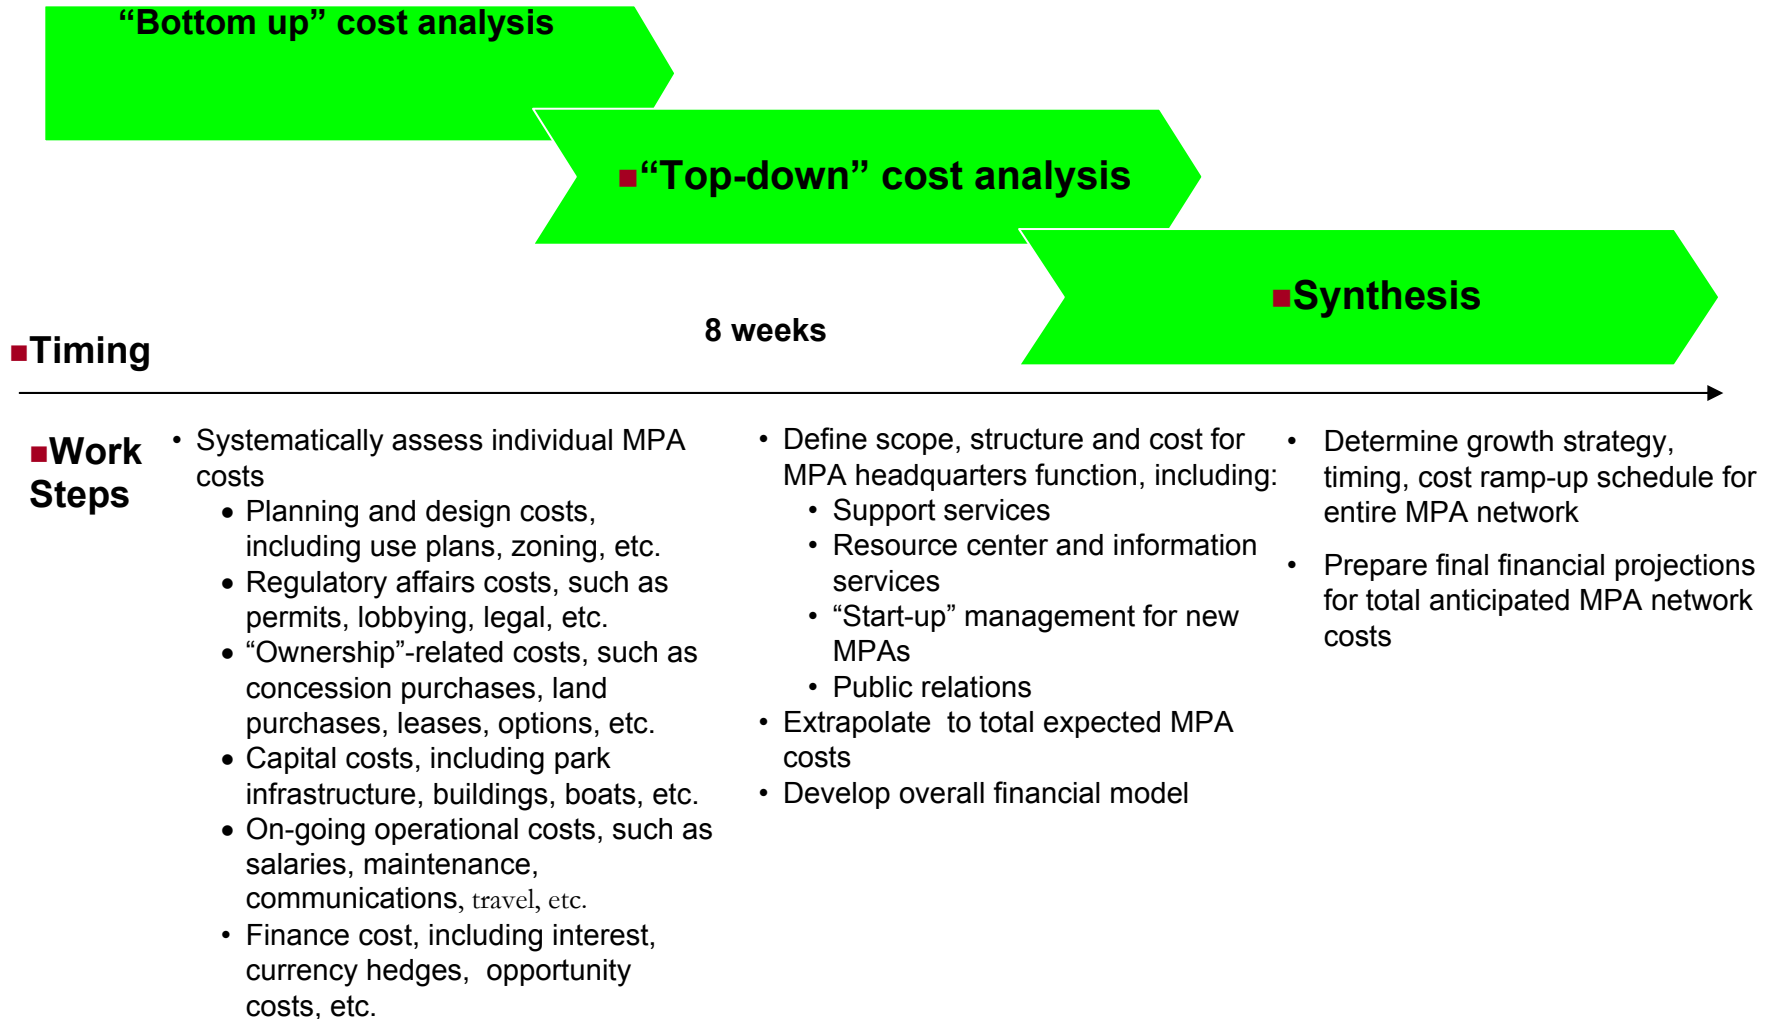 “Bottom up” cost analysis
■“Top-down” cost analysis
■Synthesis
8 weeks
■Timing
■Work
Steps
• Systematically assess individual MPA
costs
• Planning and design costs,
including use plans, zoning, etc.
• Regulatory affairs costs, such as
permits, lobbying, legal, etc.
• “Ownership”-related costs, such as
concession purchases, land
purchases, leases, options, etc.
• Capital costs, including park
infrastructure, buildings, boats, etc.
• On-going operational costs, such as
salaries, maintenance,
communications, travel, etc.
• Finance cost, including interest,
currency hedges, opportunity
costs, etc.
• Define scope, structure and cost for
MPA headquarters function, including:
• Support services
• Resource center and information
services
• “Start-up” management for new
MPAs
• Public relations
• Extrapolate to total expected MPA
costs
• Develop overall financial model
• Determine growth strategy,
timing, cost ramp-up schedule for
entire MPA network
• Prepare final financial projections
for total anticipated MPA network
costs